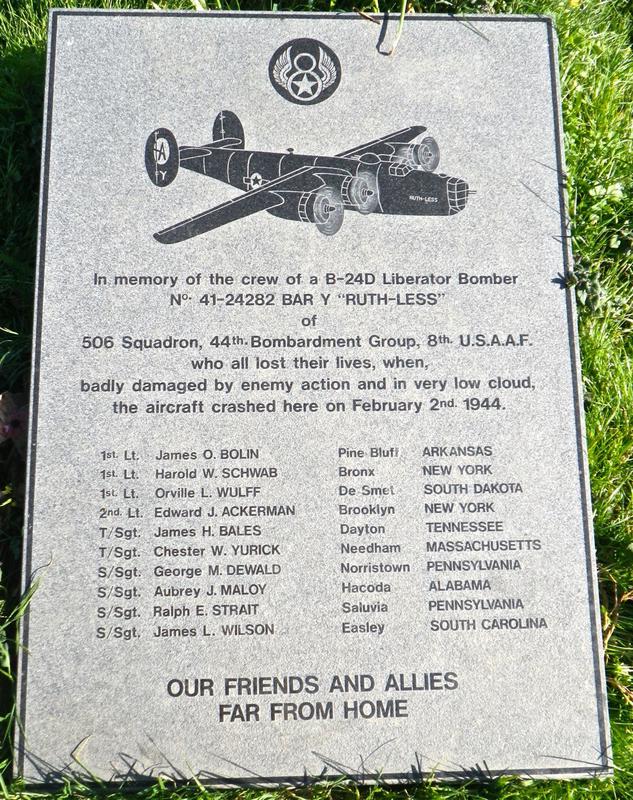 8
A
Y
RUTH-LESS
In memory of the crew of a B-24D Liberator Bomber
No. 41-24282 BAR Y "RUTH-LESS"
of
506 Squadron, 44th. Bombardment Group, 8th. U.S.A.A.F.
who all lost their lives, when,
badly damaged by enemy action and in very low cloud,
the aircraft crashed here on February 2nd. 1944.
1st. Lt. James O. BOLIN Pine Bluff ARKANSAS
1st. Lt. Harold W. SCHWAB Bronx NEW YORK
1st. Lt. Orville L. WULFF De Smet SOUTH DAKOTA
2nd. Lt. Edward J. ACKERMAN Brooklyn NEW YORK
T/Sgt. James H. BALES Dayton TENNESSEE
T/Sgt. Chester W. YURICK Needham MASSACHUSETTS
S/Sgt. George M. DEWALD Norristown PENNSYLVANIA
S/Sgt. Aubrey J. MALOY Hacoda ALABAMA
S/Sgt. Ralph E. STRAIT Saluvia PENNSYLVANIA
S/Sgt. James L. WILSON Easley SOUTH CAROLINA
OUR FRIENDS AND ALLIES
FAR FROM HOME